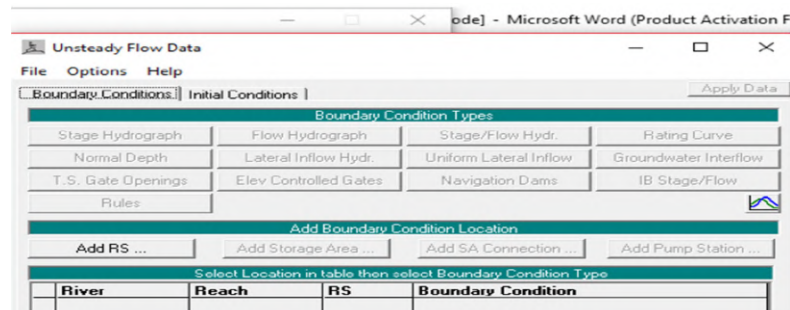 ode] - Microsoft Word (Product Activation F
Unsteady Flow Data
File Options Help
Boundary Conditions Initial Conditions Apply Data
Boundary Condition Types
Stage Hydrograph Flow Hydrograph Stage/Flow Hydr. Rating Curve
Normal Depth Lateral Inflow Hydr. Uniform Lateral Inflow Groundwater Interflow
T.S. Gate Openings Elev Controlled Gates Navigation Dams IB Stage/Flow
Rules
Add Boundary Condition Location
Add RS ... Add Storage Area ... Add SA Connection ... Add Pump Station ...
Select Location in table then select Boundary Condition Type
River Reach RS Boundary Condition